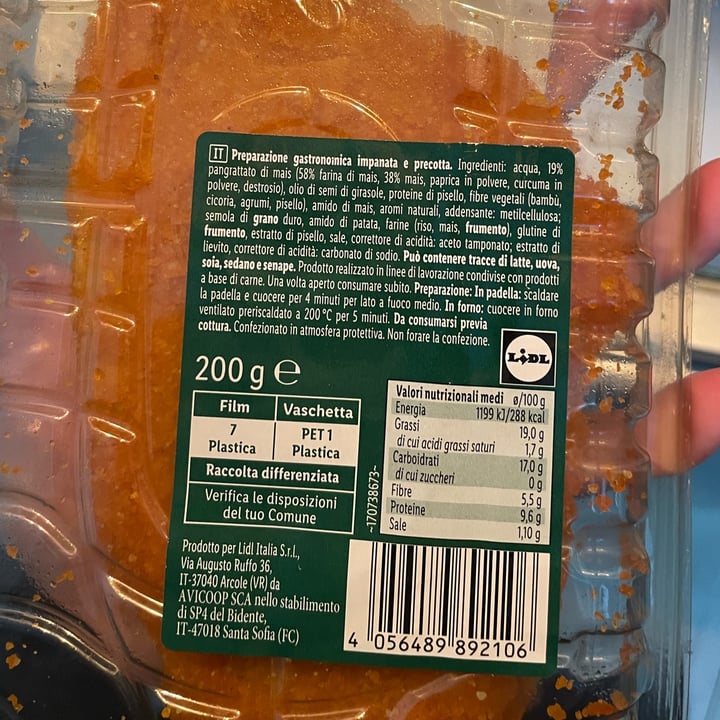 IT Preparazione gastronomica impanata e precotta. Ingredienti: acqua, 19%
pangrattato di mais (58% farina di mais, 38% mais, paprica in polvere, curcuma in
polvere, destrosio), olio di semi di girasole, proteine di pisello, fibre vegetali (bambù,
cicoria, agrumi, pisello), amido di mais, aromi naturali, addensante: metilcellulosa;
semola di grano duro, amido di patata, farine (riso, mais, frumento), glutine di
frumento, estratto di pisello, sale, correttore di acidità: aceto tamponato; estratto di
lievito, correttore di acidità: carbonato di sodio. Può contenere tracce di latte, uova,
soia, sedano e senape. Prodotto realizzato in linee di lavorazione condivise con prodotti
a base di carne. Una volta aperto consumare subito. Preparazione: In padella: scaldare
la padella e cuocere per 4 minuti per lato a fuoco medio. In forno: cuocere in forno
ventilato preriscaldato a 200°C per 5 minuti. Da consumarsi previa
cottura. Confezionato in atmosfera protettiva. Non forare la confezione.
LIDL
200 g e
Film Vaschetta
7 PET 1
Plastica Plastica
Raccolta differenziata
Verifica le disposizioni
del tuo Comune
~170738673~
Valori nutrizionali medi ø/100 g
Energia 1199 kJ/288 kcal
Grassi 19,0 g
di cui acidi grassi saturi 1,7 g
Carboidrati 17,0 g
di cui zuccheri 0 g
Fibre 5,5 g
Proteine 9,6 g
Sale 1,10 g
Prodotto per Lidl Italia S.r.l.,
Via Augusto Ruffo 36,
IT-37040 Arcole (VR) da
AVICOOP SCA nello stabilimento
di SP4 del Bidente,
IT-47018 Santa Sofia (FC)
4 056489 892106